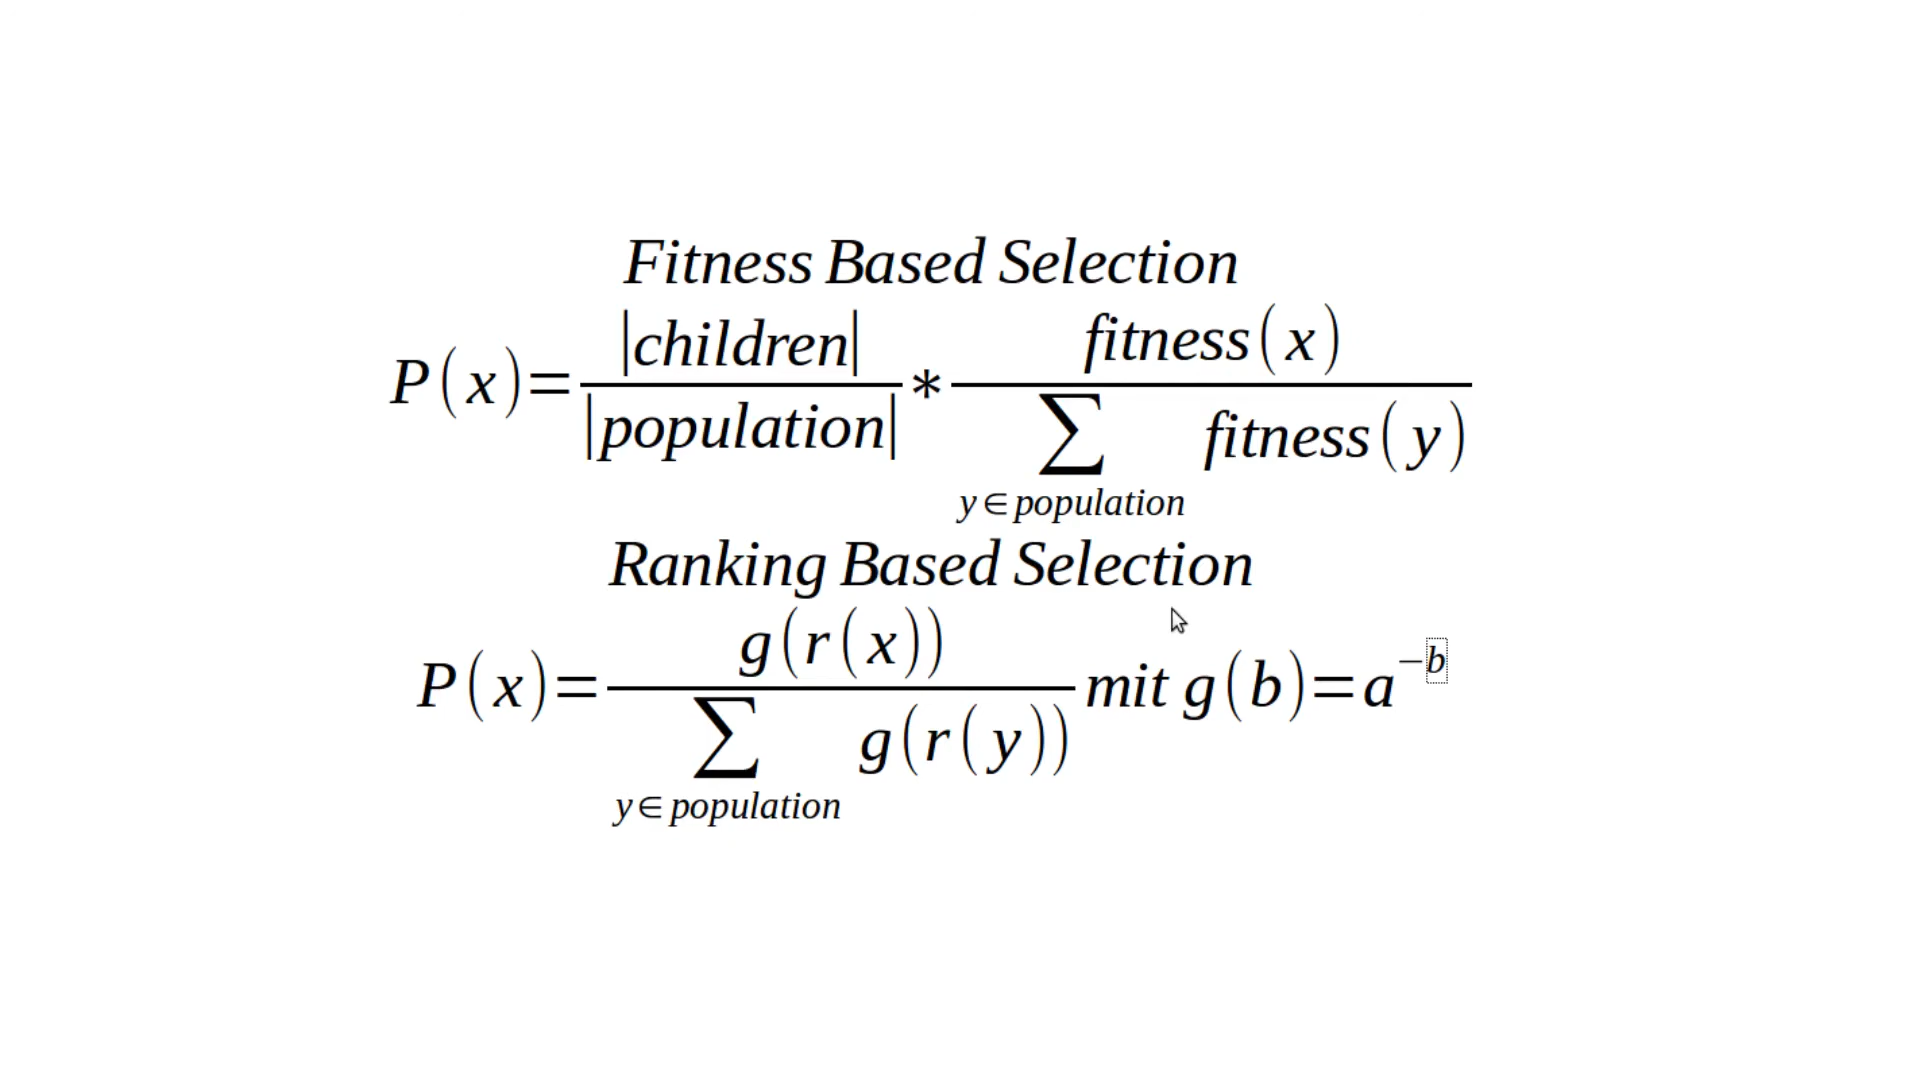 Fitness Based Selection
P(x)=|children|/|population| * fitness(x)/∑ y∈population fitness(y)
Ranking Based Selection
P(x)=g(r(x))/∑ y∈population g(r(y)) mit g(b)=a^−b